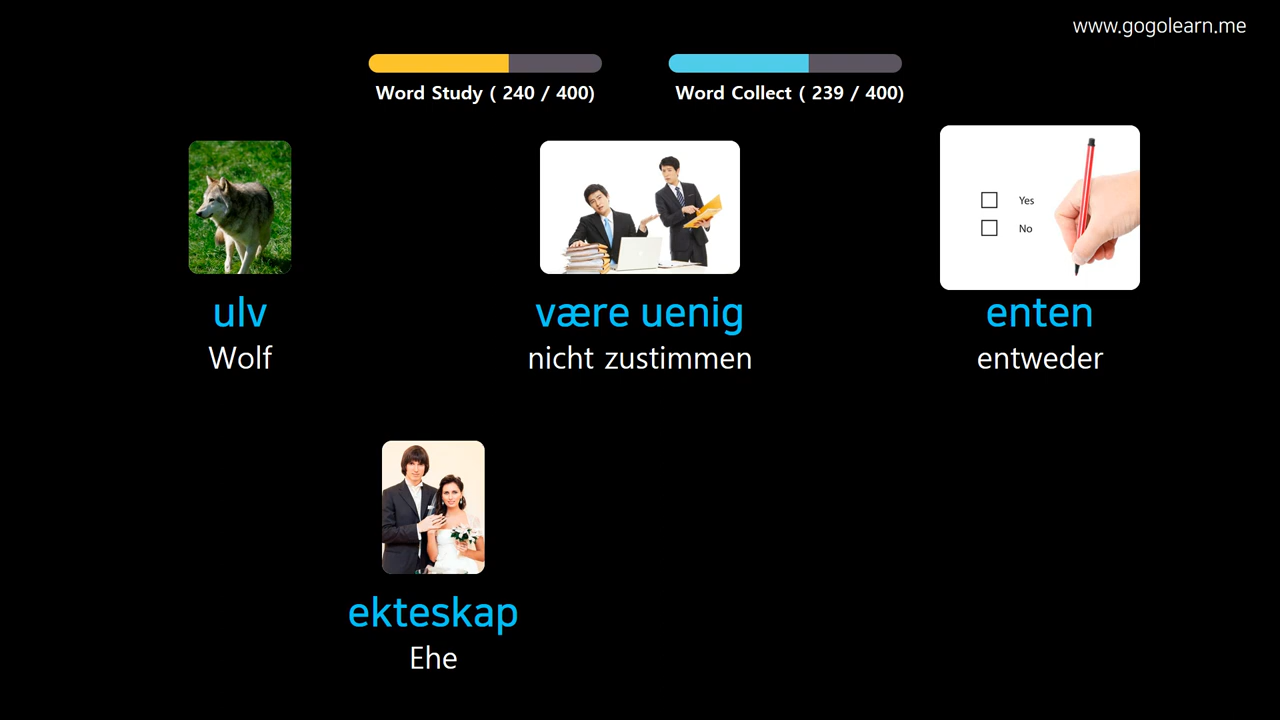 www.gogolearn.me
Word Study ( 240 / 400)
Word Collect ( 239 / 400)
Yes
No
ulv
Wolf
være uenig
nicht zustimmen
enten
entweder
ekteskap
Ehe